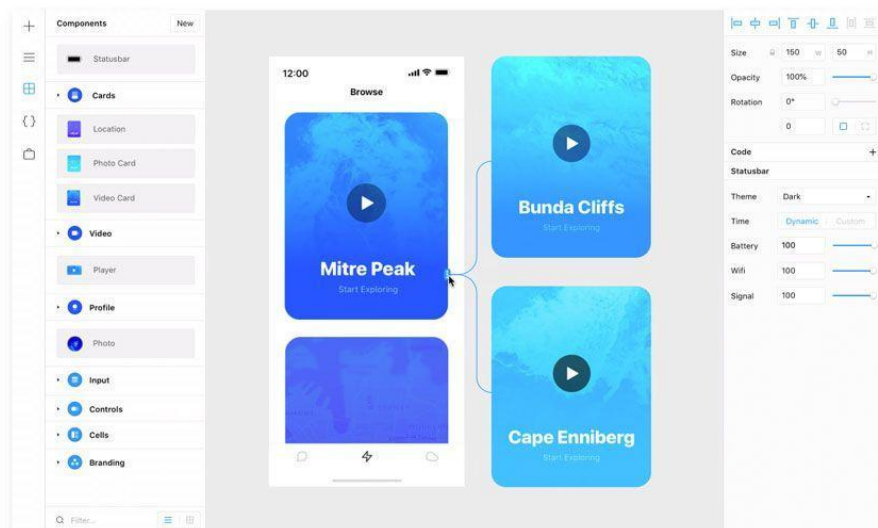 Components
New
Statusbar
Cards
Location
Photo Card
Video Card
Video
Player
Profile
Photo
Input
Controls
Cells
Branding
Filter...
12:00
Browse
Mitre Peak
Start Exploring
Bunda Cliffs
Start Exploring
Cape Enniberg
Start Exploring
Size 150 w 50 H
Opacity 100%
Rotation 0°
0
Code +
Statusbar
Theme Dark
Time Dynamic Custom
Battery 100
Wifi 100
Signal 100